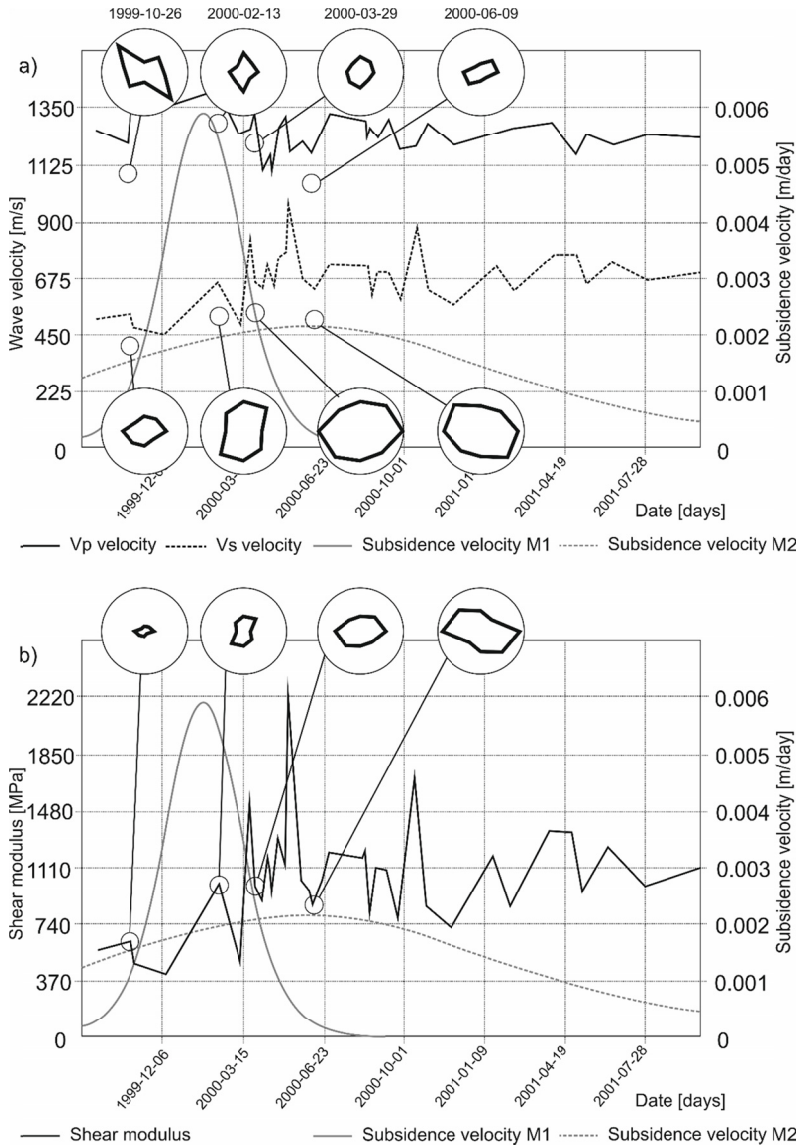 1999-10-26 2000-02-13 2000-03-29 2000-06-09
a)
1350
1125
900
675
450
225
0
Wave velocity [m/s]
0.006
0.005
0.004
0.003
0.002
0.001
0
Subsidence velocity [m/day]
1999-12-0 2000-03- 2000-06-23 2000-10-01 2001-01- 2001-04-19 2001-07-28
Date [days]
Vp velocity Vs velocity Subsidence velocity M1 Subsidence velocity M2
b)
2220
1850
1480
1110
740
370
0
Shear modulus [MPa]
0.006
0.005
0.004
0.003
0.002
0.001
0
Subsidence velocity [m/day]
1999-12-06 2000-03-15 2000-06-23 2000-10-01 2001-01-09 2001-04-19 2001-07-28
Date [days]
Shear modulus Subsidence velocity M1 Subsidence velocity M2